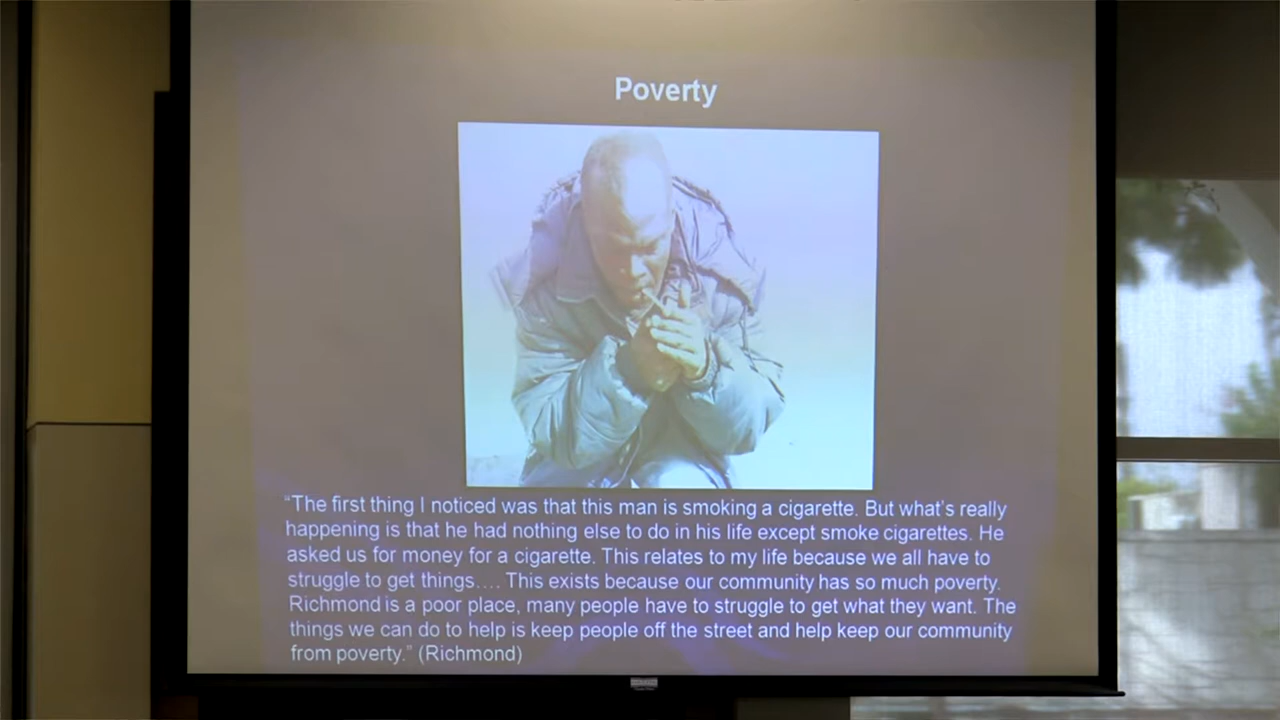 Poverty
“The first thing I noticed was that this man is smoking a cigarette. But what’s really
happening is that he had nothing else to do in his life except smoke cigarettes. He
asked us for money for a cigarette. This relates to my life because we all have to
struggle to get things…. This exists because our community has so much poverty.
Richmond is a poor place, many people have to struggle to get what they want. The
things we can do to help is keep people off the street and help keep our community
from poverty.” (Richmond)